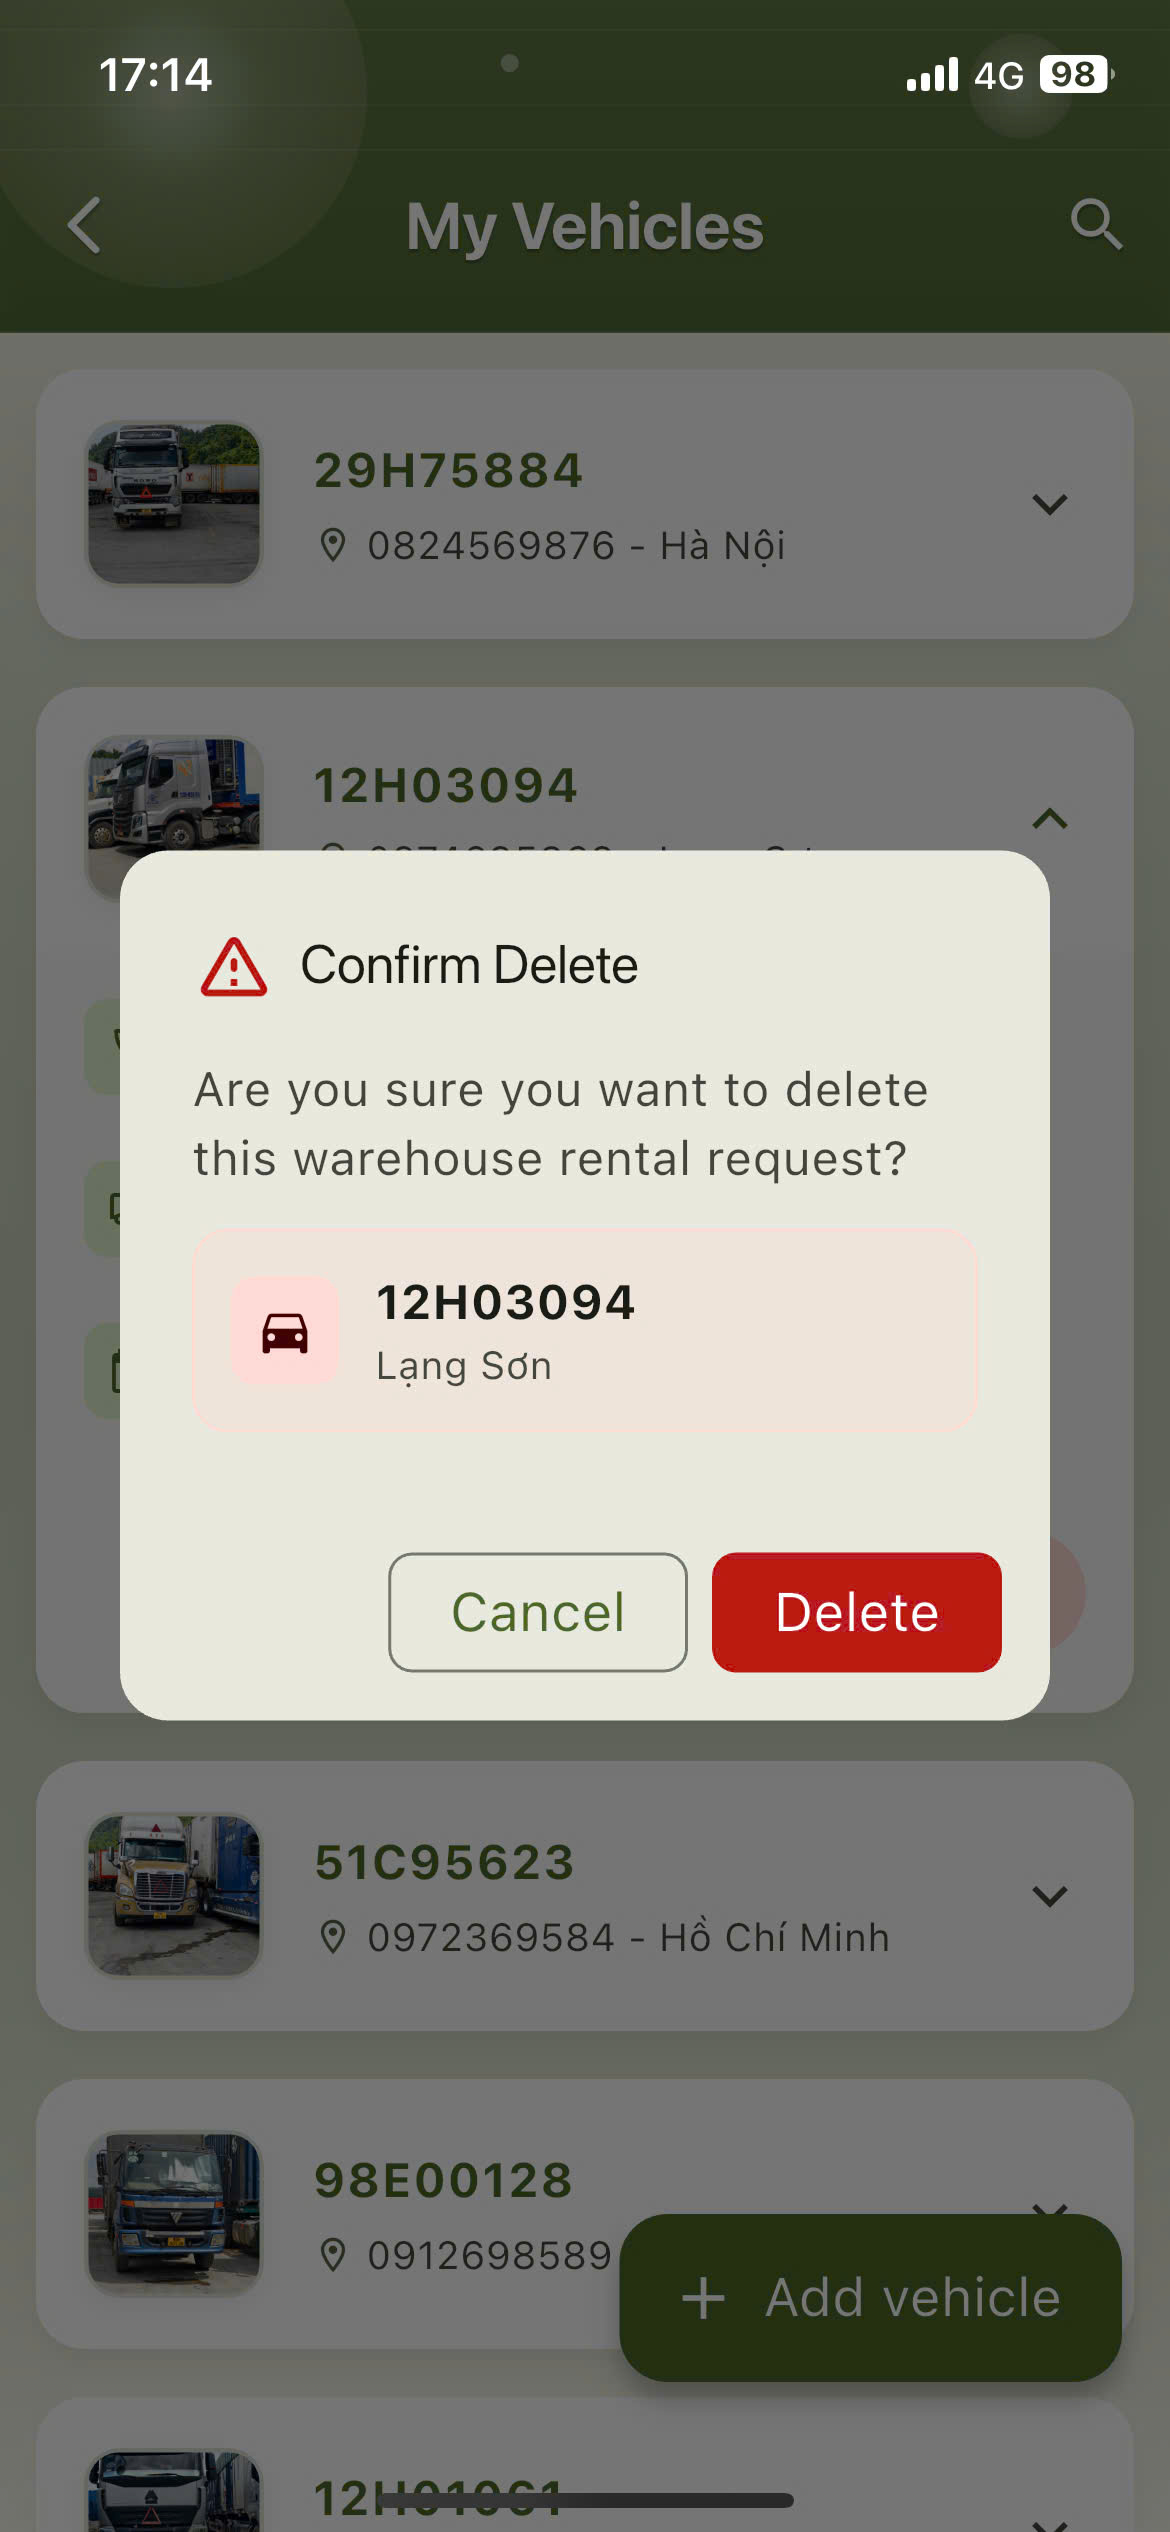 17:14
4G 98
My Vehicles
29H75884
0824569876 - Hà Nội
12H03094
Confirm Delete
Are you sure you want to delete
this warehouse rental request?
12H03094
Lạng Sơn
Cancel Delete
51C95623
0972369584 - Hồ Chí Minh
98E00128
0912698589
+ Add vehicle
12H01061